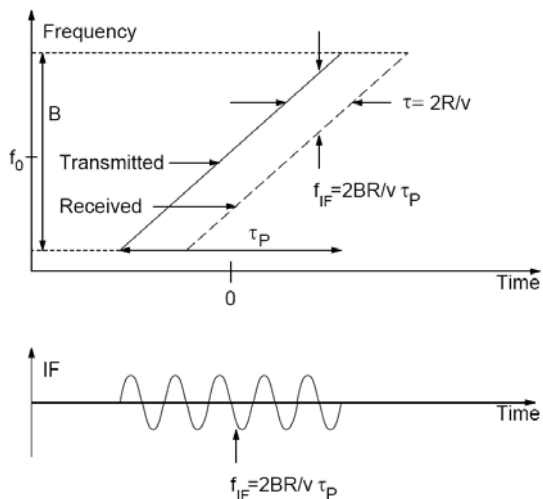 Frequency
B
τ = 2R/v
f0
Transmitted
Received
fIF=2BR/v τP
τP
0
Time
IF
Time
fIF=2BR/v τP